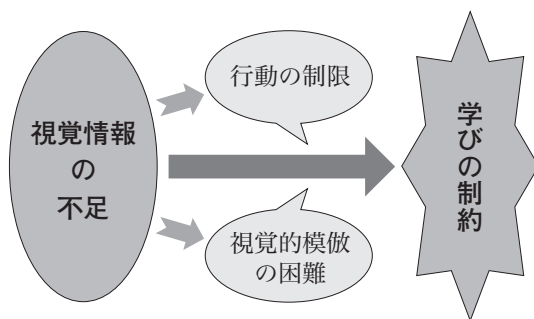 視覚情報
の
不足
行動の制限
視覚的模倣
の困難
学びの制約